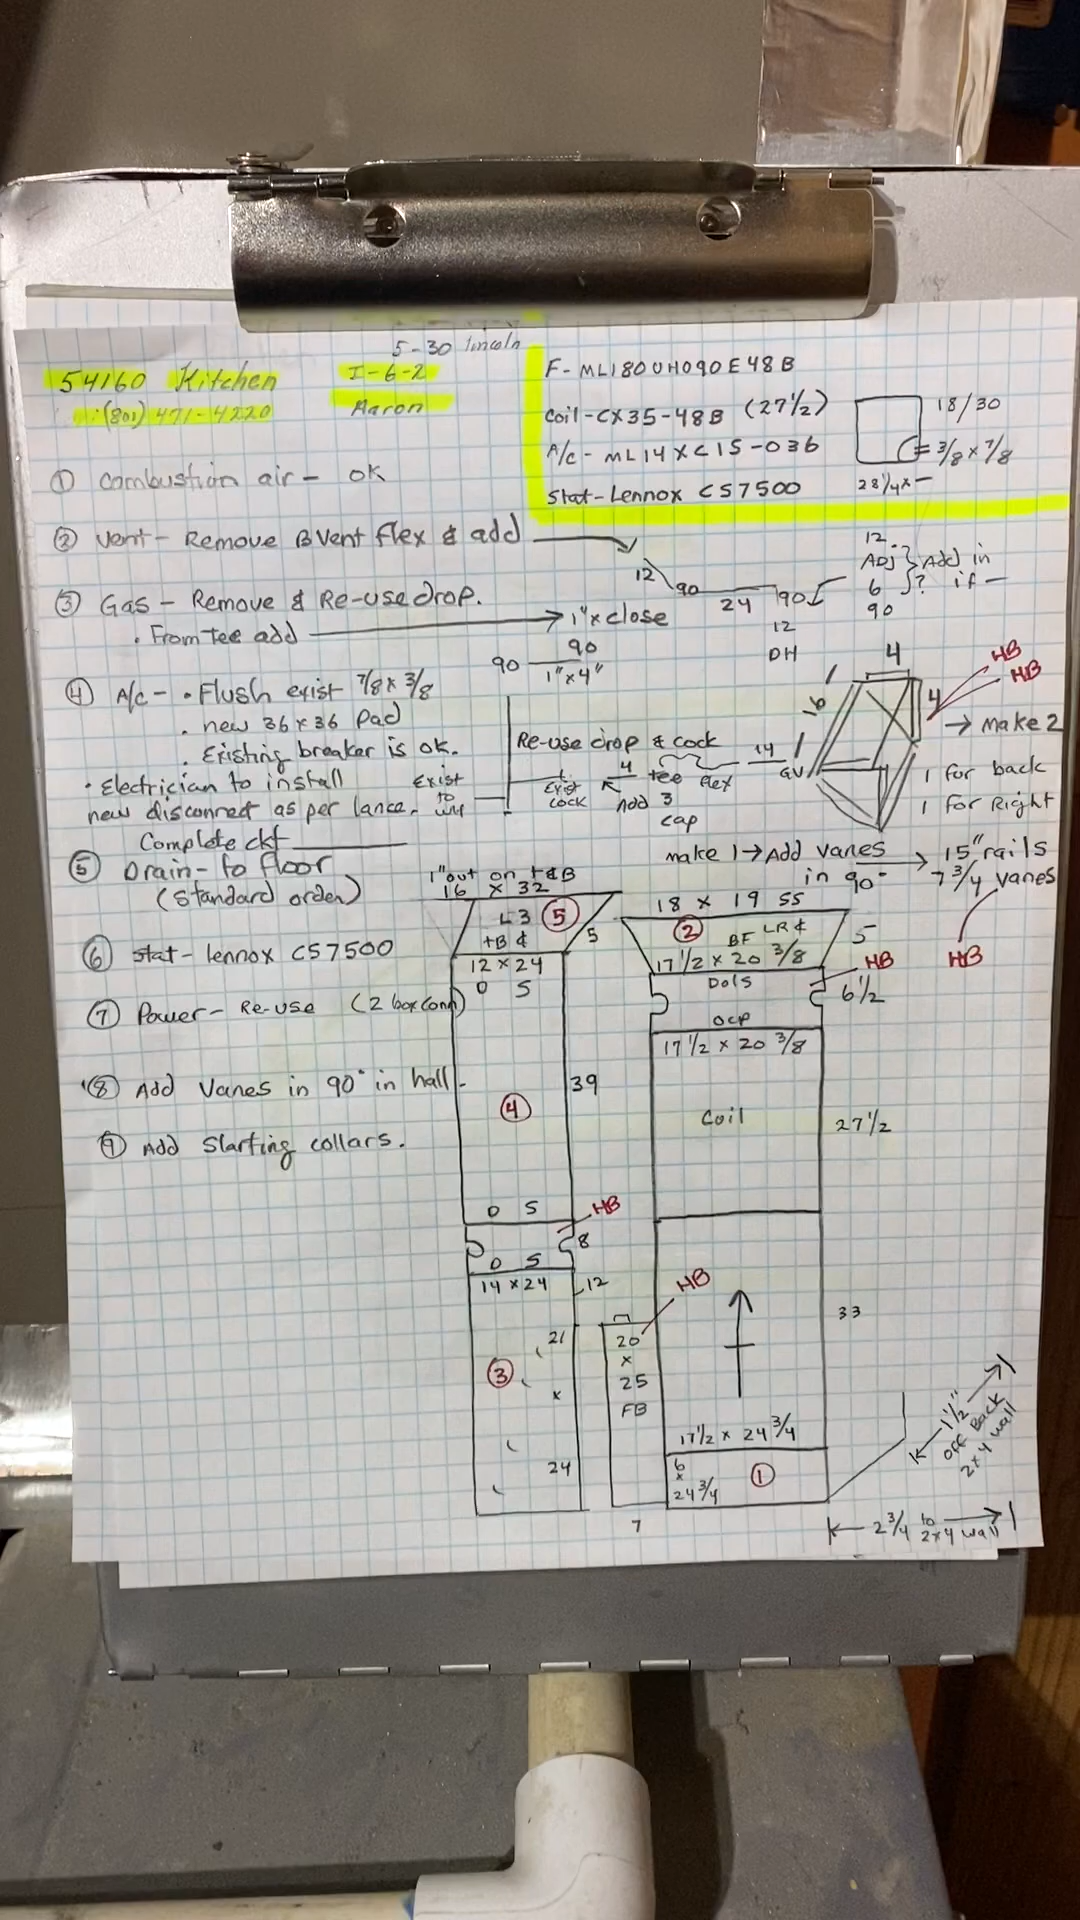 5-30 Lincoln
54160 Kitchen
I-6-2
: (801) 471-4220
Aaron
F- ML180UH090E48B
Coil-CX35-48B (27 1/2)
A/C- ML14XC1S-036
Stat-Lennox CS7500
18/30
3/8 x 7/8
28 1/4 x -
① Combustion air - OK
② Vent- Remove B Vent flex & add
12
90
24
90
12
DH
12
ADJ } Add in
6 }? if -
90
③ Gas - Remove & Re-use drop.
• From tee add
1" x close
90
90
1" x 4"
④ A/C - • Flush exist 7/8 x 3/8
• new 36 x 36 Pad
• Existing breaker is ok.
• Electrician to install
new disconnect as per lance.
Complete ckt
Exist
to
WH
Re-use drop & cock
Exist
cock
4
Add
tee
3
cap
flex
14
GV
4
6
4
HB
HB
→ make 2
1 for back
1 for Right
make 1 → Add vanes
in 90°
15" rails
7 3/4 vanes
HB
⑤ Drain- to floor
(standard order)
⑥ Stat- Lennox CS7500
⑦ Power- Re-use (2 box conn)
⑧ Add Vanes in 90° in hall-
⑨ Add Starting collars.
1" out on T&B
16 x 32
L3 ⑤
+B ¢
5
12 x 24
D S
39
④
D S
HB
8
D S
14 x 24
12
21
③
x
24
18 x 19 SS
② LR ¢
BF
5
17 1/2 x 20 3/8
DOLS
HB
6 1/2
OCP
17 1/2 x 20 3/8
Coil
27 1/2
HB
20
x
25
FB
33
17 1/2 x 24 3/4
6
x
24 3/4
①
7
1 1/2"
off Back
2x4 wall
2 3/4 to
2x4 wall